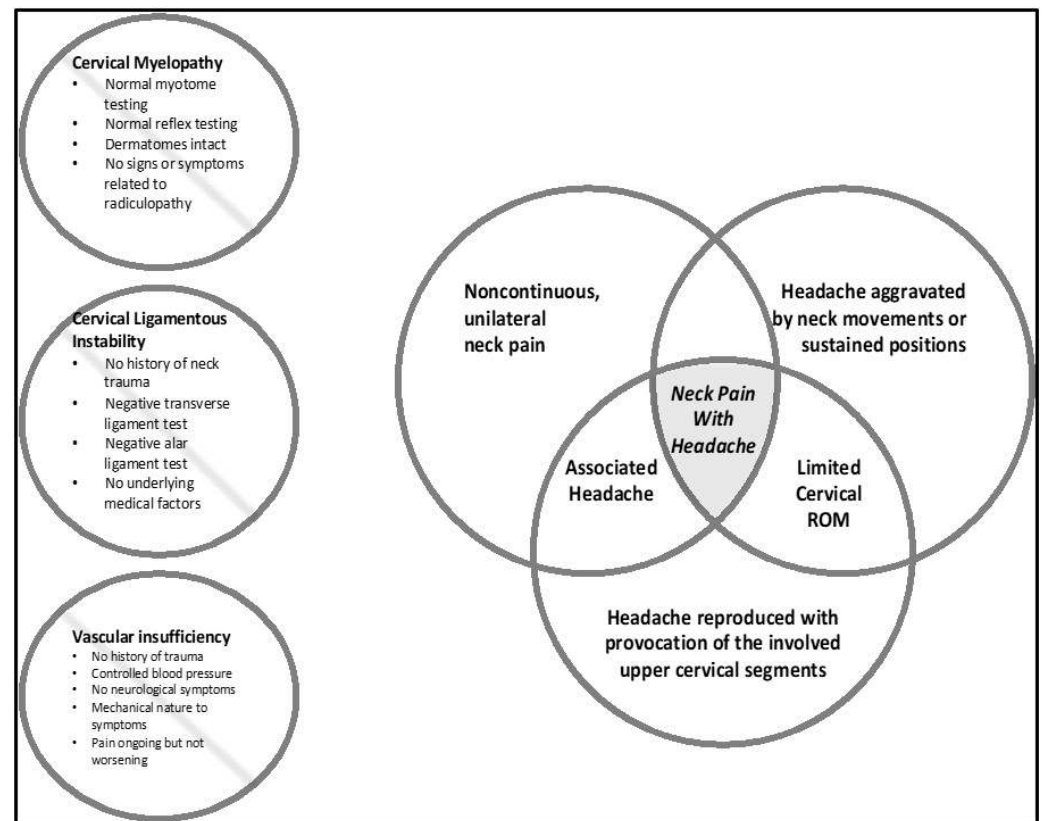 Cervical Myelopathy
• Normal myotome
testing
• Normal reflex testing
• Dermatomes intact
• No signs or symptoms
related to
radiculopathy
Cervical Ligamentous
Instability
• No history of neck
trauma
• Negative transverse
ligament test
• Negative alar
ligament test
• No underlying
medical factors
Vascular insufficiency
• No history of trauma
• Controlled blood pressure
• No neurological symptoms
• Mechanical nature to
symptoms
• Pain ongoing but not
worsening
Noncontinuous,
unilateral
neck pain
Headache aggravated
by neck movements or
sustained positions
Neck Pain
With
Headache
Associated
Headache
Limited
Cervical
ROM
Headache reproduced with
provocation of the involved
upper cervical segments